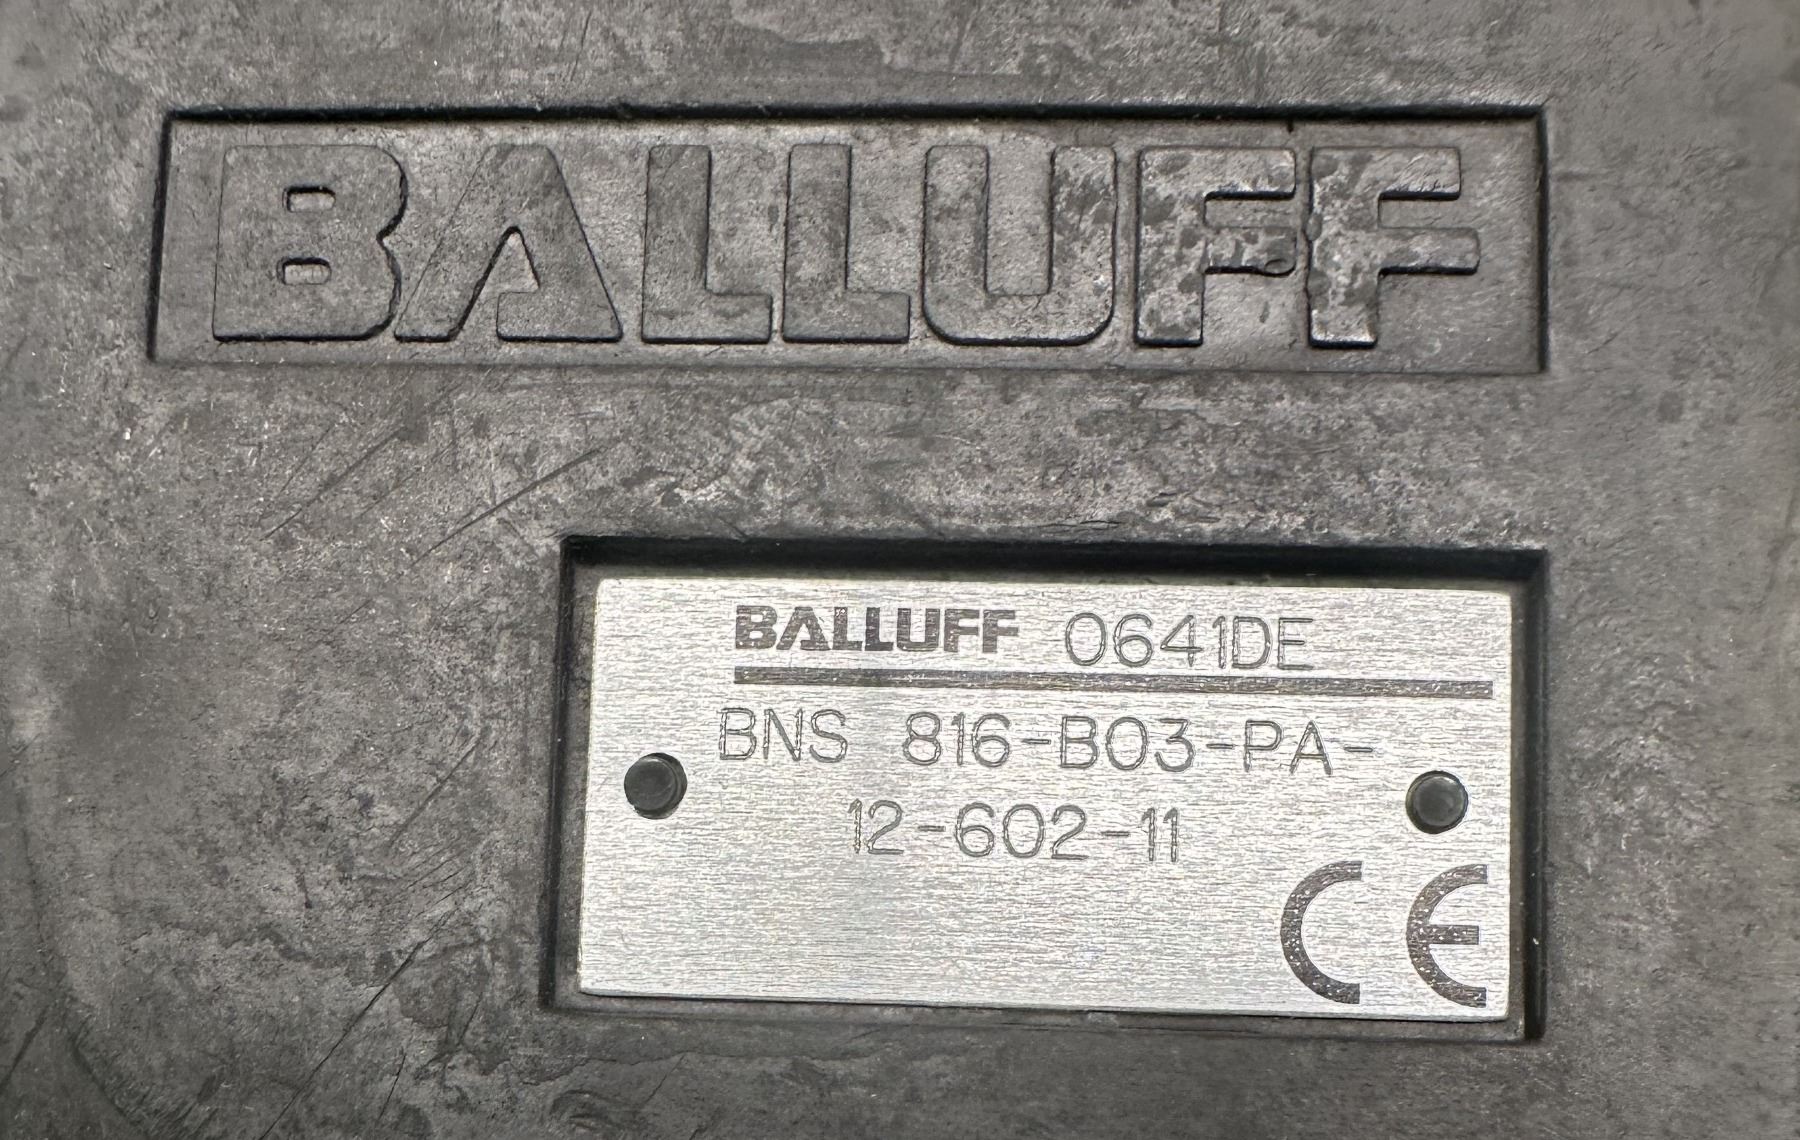 BALLUFF
BALLUFF 0641DE
BNS 816-B03-PA-
12-602-11
CE